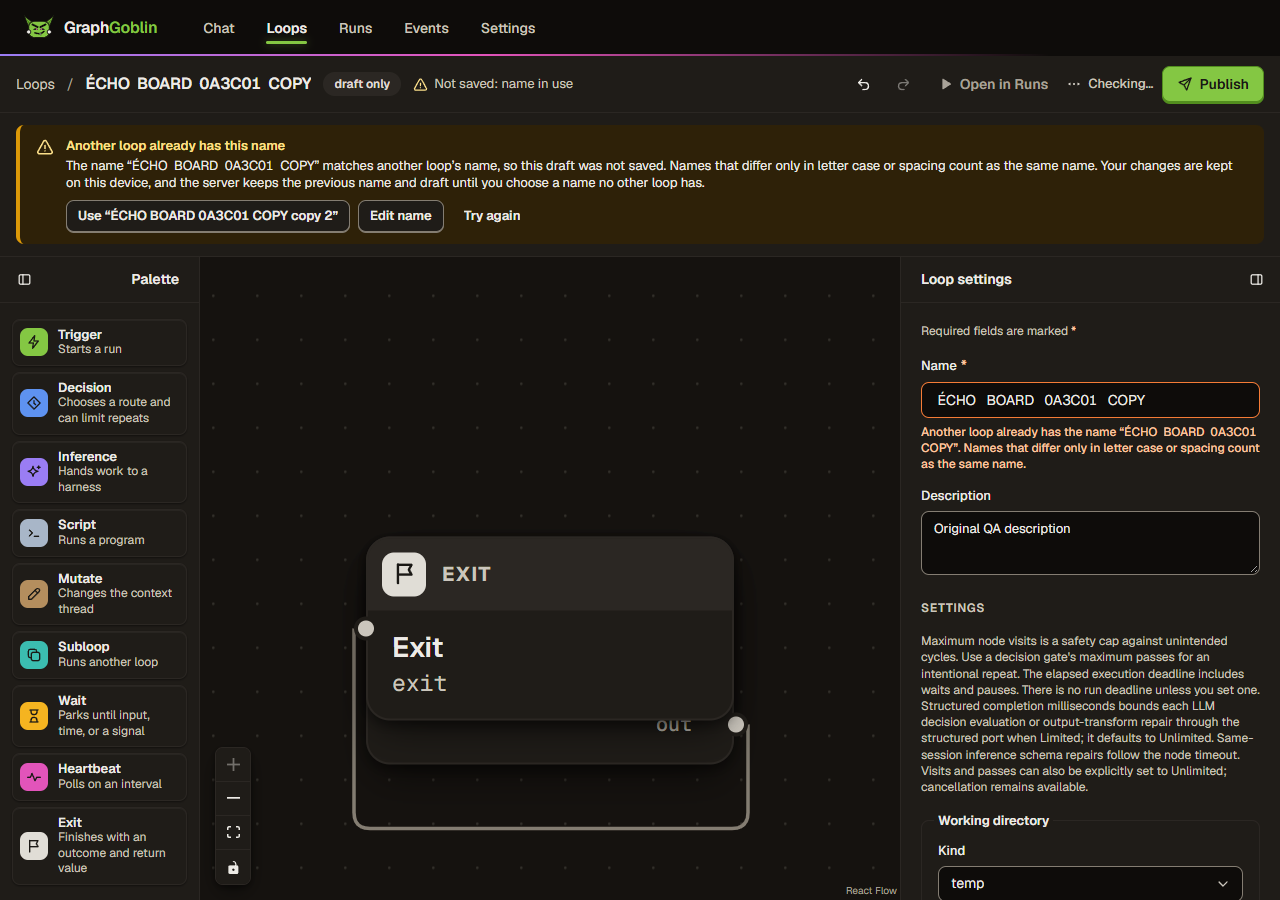 GraphGoblin
Chat
Loops
Runs
Events
Settings
Loops / ÉCHO  BOARD  0A3C01  COPY
draft only
Not saved: name in use
Open in Runs
Checking…
Publish
Another loop already has this name
The name “ÉCHO  BOARD  0A3C01  COPY” matches another loop's name, so this draft was not saved. Names that differ only in letter case or spacing count as the same name. Your changes are kept
on this device, and the server keeps the previous name and draft until you choose a name no other loop has.
Use “ÉCHO BOARD 0A3C01 COPY copy 2”
Edit name
Try again
Palette
Trigger
Starts a run
Decision
Chooses a route and
can limit repeats
Inference
Hands work to a
harness
Script
Runs a program
Mutate
Changes the context
thread
Subloop
Runs another loop
Wait
Parks until input,
time, or a signal
Heartbeat
Polls on an interval
Exit
Finishes with an
outcome and return
value
EXIT
Exit
exit
out
React Flow
Loop settings
Required fields are marked *
Name *
ÉCHO  BOARD  0A3C01  COPY
Another loop already has the name “ÉCHO  BOARD  0A3C01
COPY”. Names that differ only in letter case or spacing count
as the same name.
Description
Original QA description
SETTINGS
Maximum node visits is a safety cap against unintended
cycles. Use a decision gate's maximum passes for an
intentional repeat. The elapsed execution deadline includes
waits and pauses. There is no run deadline unless you set one.
Structured completion milliseconds bounds each LLM
decision evaluation or output-transform repair through the
structured port when Limited; it defaults to Unlimited. Same-
session inference schema repairs follow the node timeout.
Visits and passes can also be explicitly set to Unlimited;
cancellation remains available.
Working directory
Kind
temp